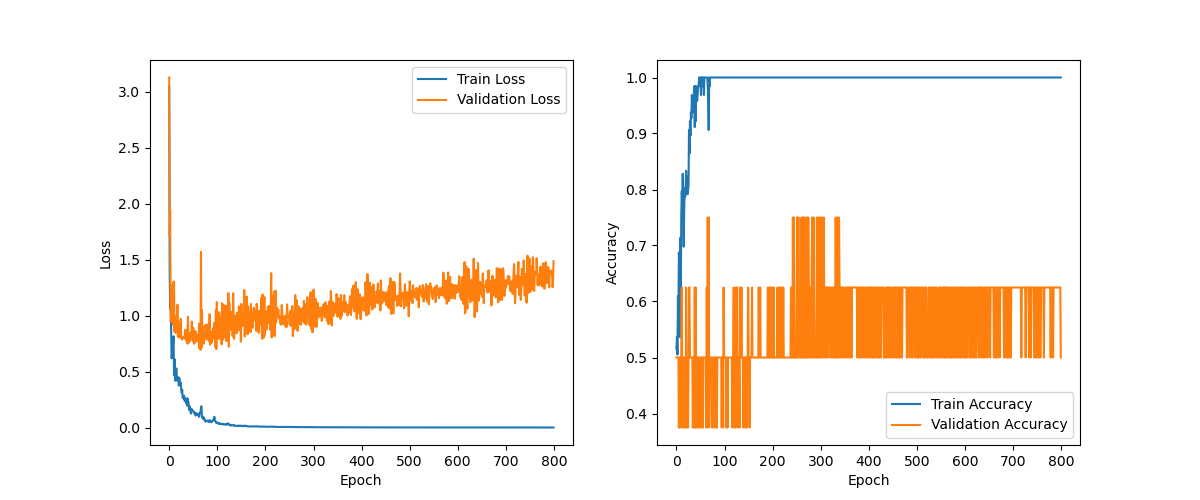 3.0
2.5
2.0
1.5
1.0
0.5
0.0
Loss
0 100 200 300 400 500 600 700 800
Epoch
Train Loss
Validation Loss
1.0
0.9
0.8
0.7
0.6
0.5
0.4
Accuracy
0 100 200 300 400 500 600 700 800
Epoch
Train Accuracy
Validation Accuracy